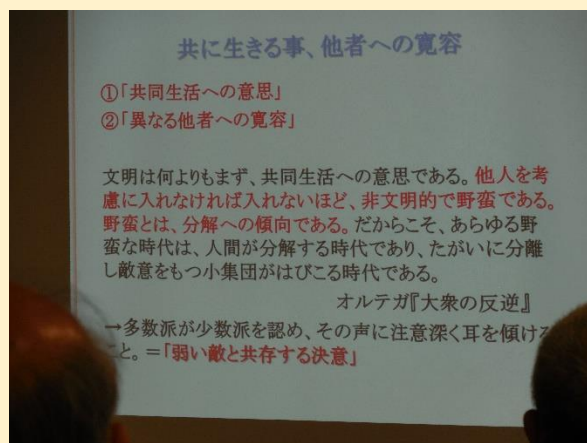 共に生きる事、他者への寛容
①「共同生活への意思」
②「異なる他者への寛容」
文明は何よりもまず、共同生活への意思である。他人を考
慮に入れなければ入れないほど、非文明的で野蛮である。
野蛮とは、分解への傾向である。だからこそ、あらゆる野
蛮な時代は、人間が分解する時代であり、たがいに分離
し敵意をもつ小集団がはびこる時代である。
オルテガ『大衆の反逆』
→多数派が少数派を認め、その声に注意深く耳を傾ける
と。＝「弱い敵と共存する決意」